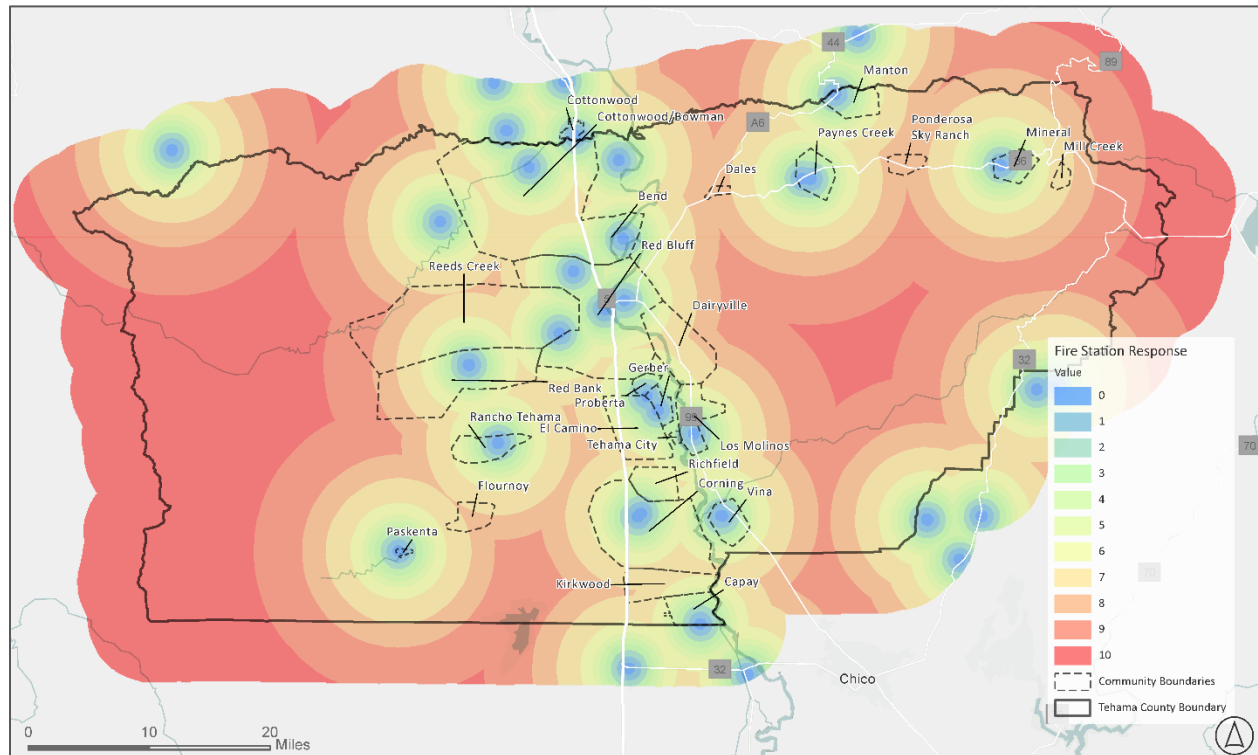 44
89
Manton
Cottonwood
Cottonwood/Bowman
A6
Paynes Creek
Ponderosa
Sky Ranch
Mineral
36
Mill Creek
Dales
Bend
Red Bluff
5
Reeds Creek
Dairyville
Gerber
32
Fire Station Response
Value
0
1
2
3
4
5
6
7
8
9
10
Community Boundaries
Tehama County Boundary
Red Bank
Proberta
Rancho Tehama
El Camino
99
Tehama City
Los Molinos
70
Richfield
Corning
Flournoy
Vina
Paskenta
70
Kirkwood
Capay
32
Chico
0
10
20
Miles